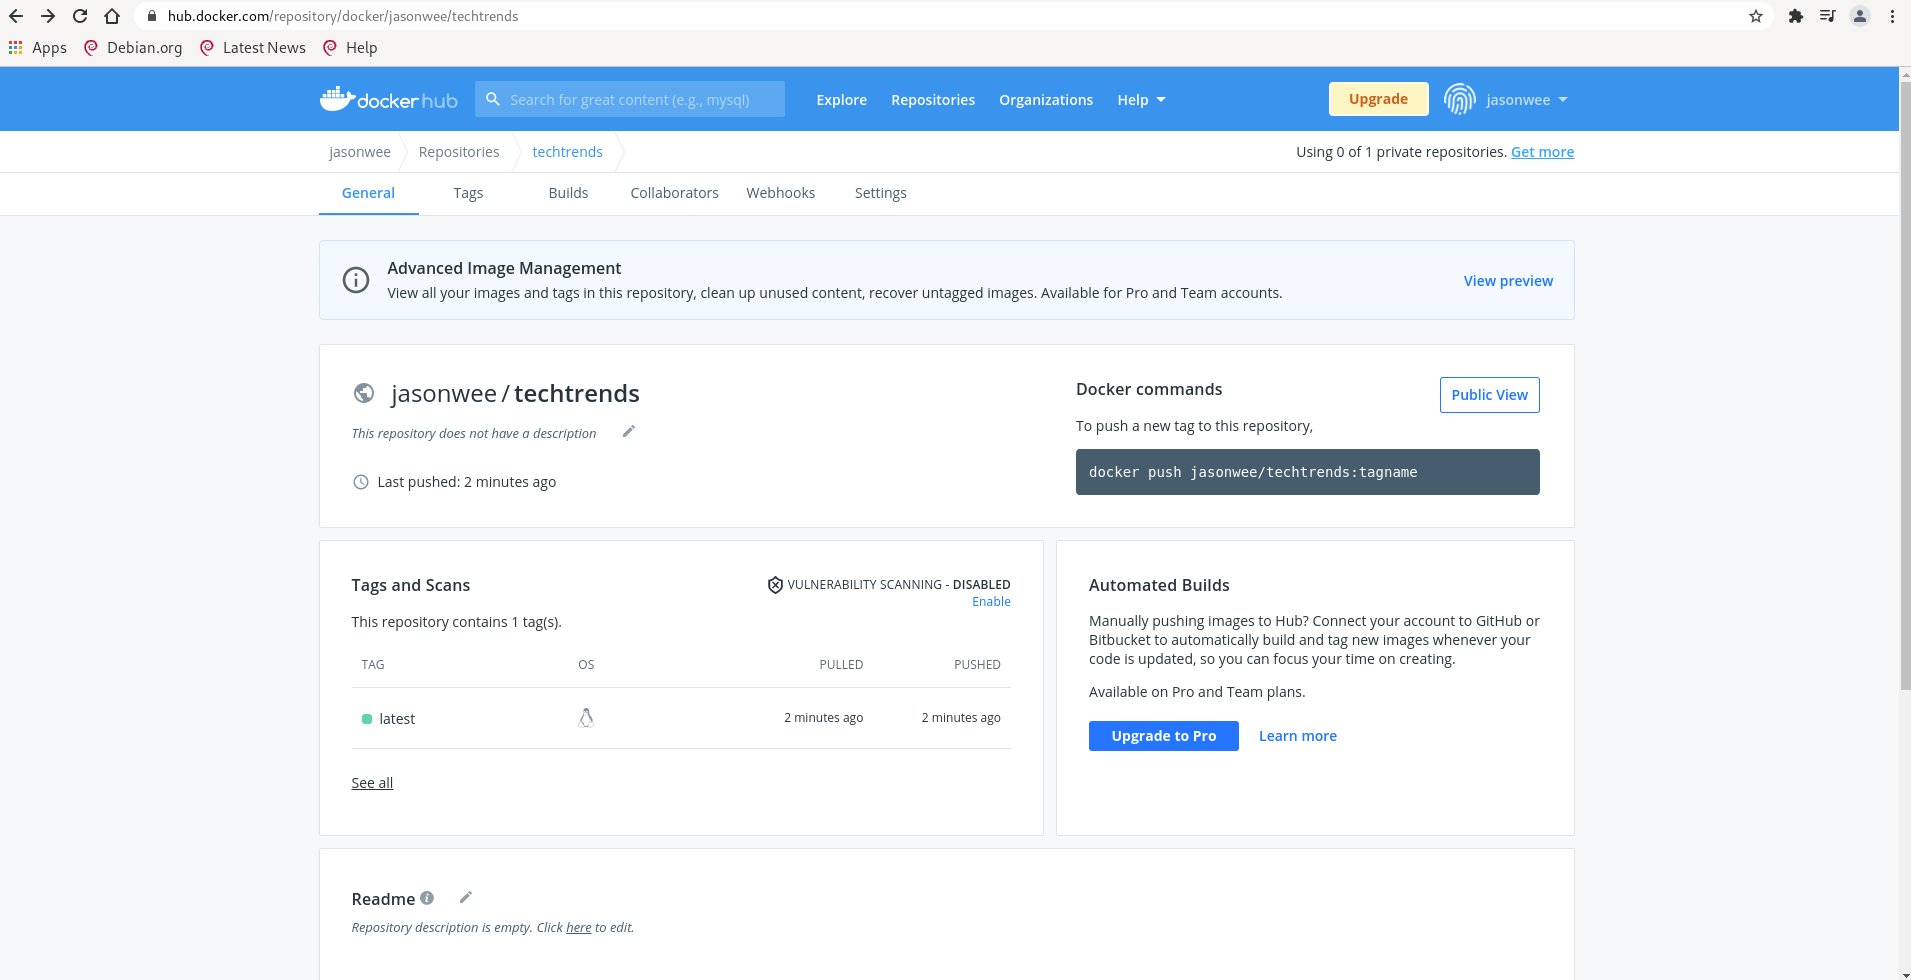 hub.docker.com/repository/docker/jasonwee/techtrends
Apps Debian.org Latest News Help
docker hub Search for great content (e.g., mysql) Explore Repositories Organizations Help Upgrade jasonwee
jasonwee Repositories techtrends Using 0 of 1 private repositories. Get more
General Tags Builds Collaborators Webhooks Settings
Advanced Image Management
View all your images and tags in this repository, clean up unused content, recover untagged images. Available for Pro and Team accounts.
View preview
jasonwee / techtrends
This repository does not have a description
Last pushed: 2 minutes ago
Docker commands
Public View
To push a new tag to this repository,
docker push jasonwee/techtrends:tagname
Tags and Scans
VULNERABILITY SCANNING - DISABLED
Enable
This repository contains 1 tag(s).
TAG OS PULLED PUSHED
latest 2 minutes ago 2 minutes ago
See all
Automated Builds
Manually pushing images to Hub? Connect your account to GitHub or
Bitbucket to automatically build and tag new images whenever your
code is updated, so you can focus your time on creating.
Available on Pro and Team plans.
Upgrade to Pro Learn more
Readme
Repository description is empty. Click here to edit.